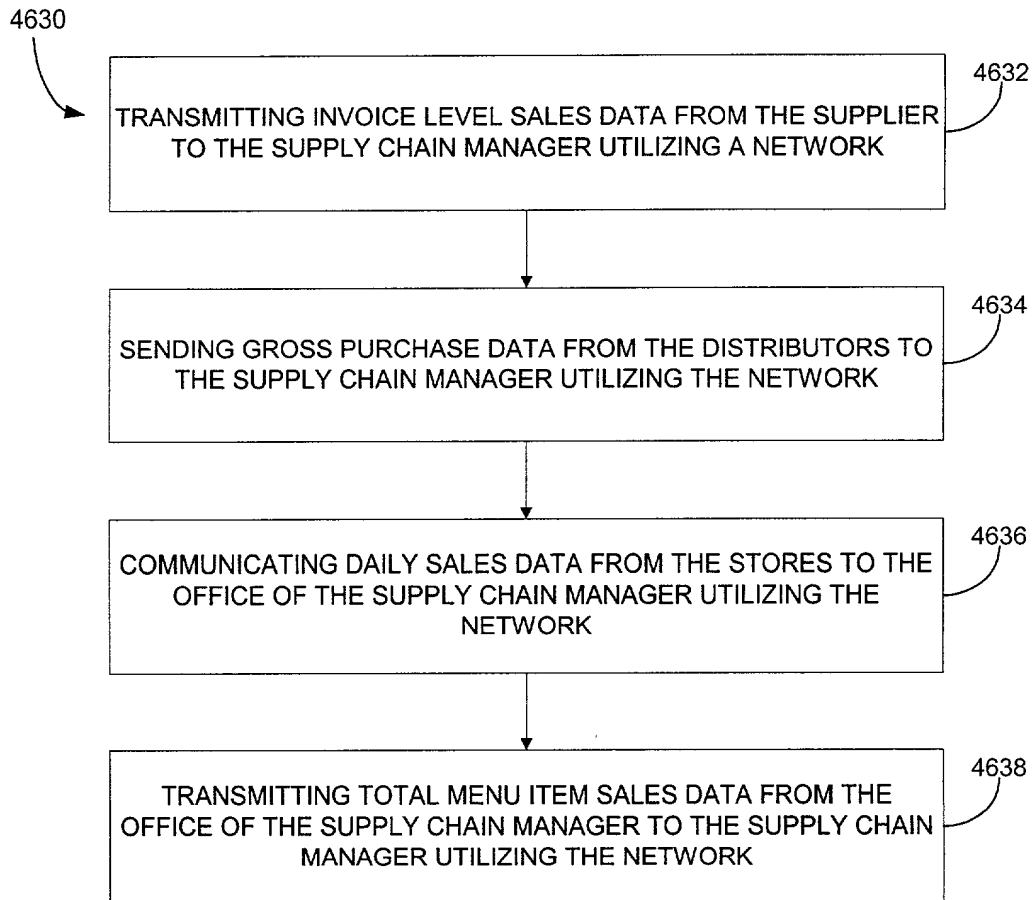 4630
4632
TRANSMITTING INVOICE LEVEL SALES DATA FROM THE SUPPLIER
TO THE SUPPLY CHAIN MANAGER UTILIZING A NETWORK
4634
SENDING GROSS PURCHASE DATA FROM THE DISTRIBUTORS TO
THE SUPPLY CHAIN MANAGER UTILIZING THE NETWORK
4636
COMMUNICATING DAILY SALES DATA FROM THE STORES TO THE
OFFICE OF THE SUPPLY CHAIN MANAGER UTILIZING THE
NETWORK
4638
TRANSMITTING TOTAL MENU ITEM SALES DATA FROM THE
OFFICE OF THE SUPPLY CHAIN MANAGER TO THE SUPPLY CHAIN
MANAGER UTILIZING THE NETWORK